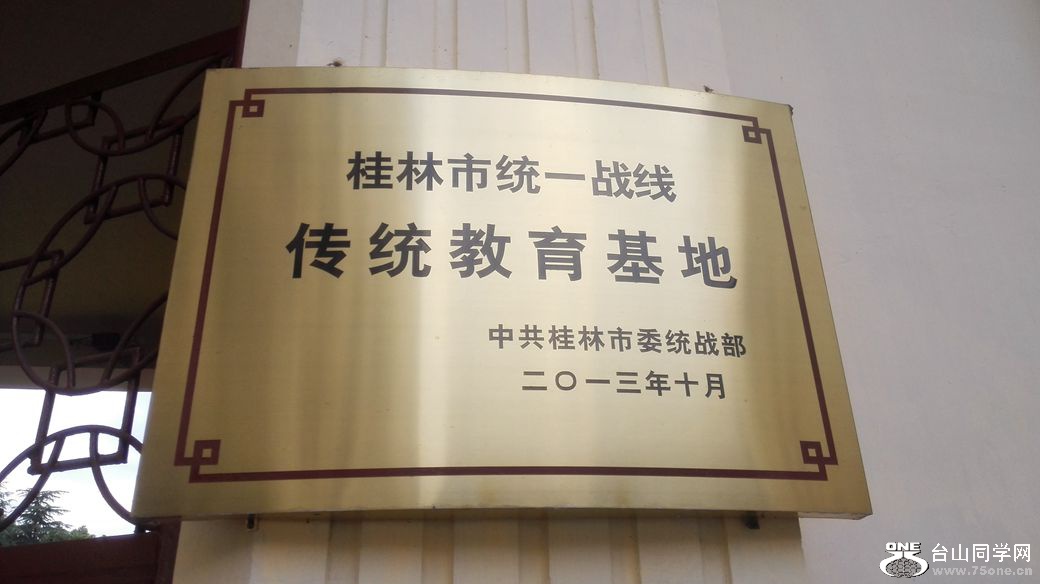 桂林市统一战线
传统教育基地
中共桂林市委统战部
二〇一三年十月
ONE
台山同学网
www.75one.cn